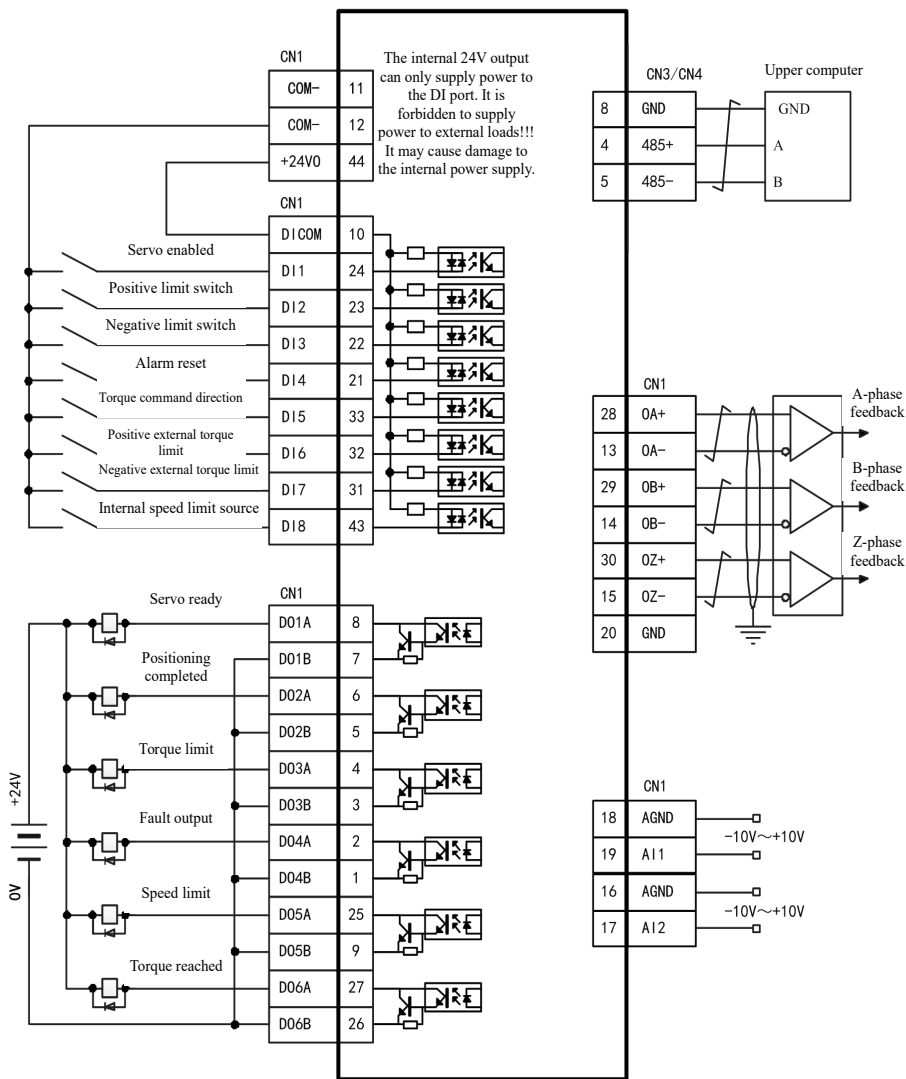 CN1
COM- 11
COM- 12
+24VO 44
The internal 24V output
can only supply power to
the DI port. It is
forbidden to supply
power to external loads!!!
It may cause damage to
the internal power supply.
CN3/CN4
Upper computer
8 GND GND
4 485+ A
5 485- B
CN1
DICOM 10
Servo enabled
DI1 24
Positive limit switch
DI2 23
Negative limit switch
DI3 22
Alarm reset
DI4 21
Torque command direction
DI5 33
Positive external torque
limit
DI6 32
Negative external torque limit
DI7 31
Internal speed limit source
DI8 43
CN1
28 OA+
A-phase
feedback
13 OA-
29 OB+
B-phase
feedback
14 OB-
30 OZ+
Z-phase
feedback
15 OZ-
20 GND
CN1
Servo ready
DO1A 8
DO1B 7
Positioning
completed
DO2A 6
DO2B 5
Torque limit
DO3A 4
DO3B 3
Fault output
DO4A 2
DO4B 1
Speed limit
DO5A 25
DO5B 9
Torque reached
DO6A 27
DO6B 26
+24V
0V
CN1
18 AGND
-10V～+10V
19 AI1
16 AGND
-10V～+10V
17 AI2